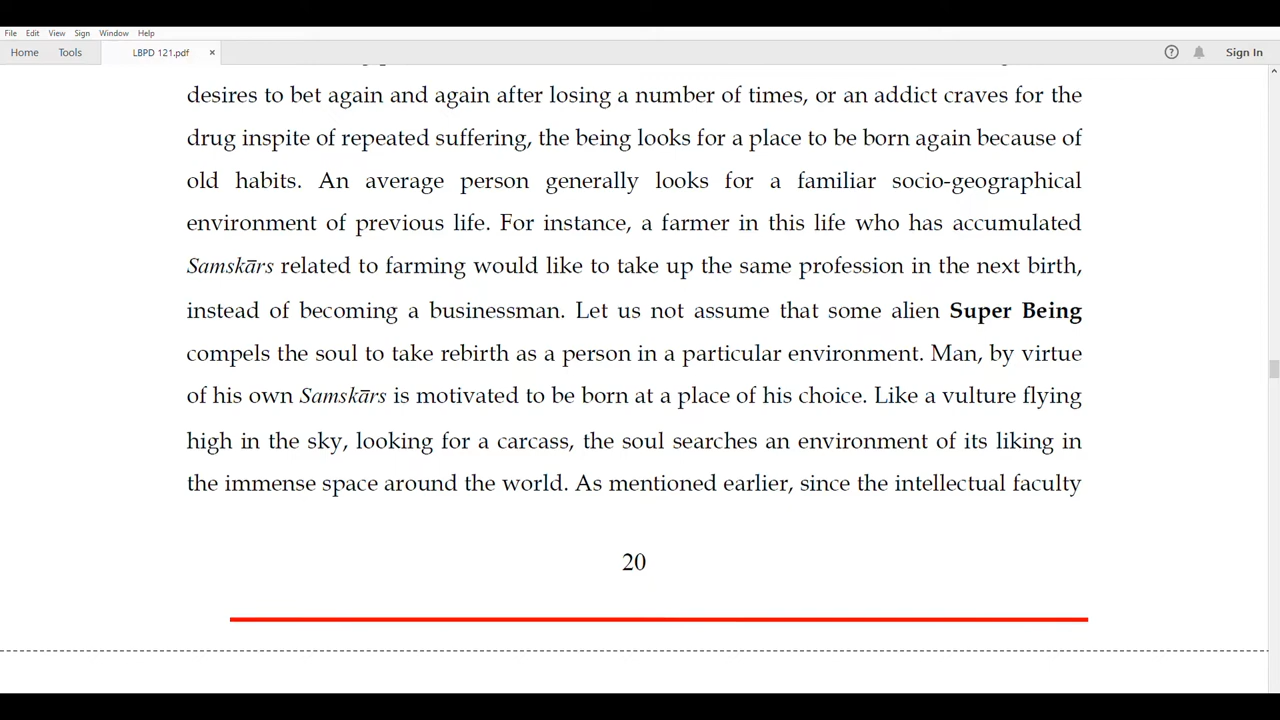 File Edit View Sign Window Help
Home Tools LBPD 121.pdf × ? Sign In
desires to bet again and again after losing a number of times, or an addict craves for the
drug inspite of repeated suffering, the being looks for a place to be born again because of
old habits. An average person generally looks for a familiar socio-geographical
environment of previous life. For instance, a farmer in this life who has accumulated
Samskārs related to farming would like to take up the same profession in the next birth,
instead of becoming a businessman. Let us not assume that some alien Super Being
compels the soul to take rebirth as a person in a particular environment. Man, by virtue
of his own Samskārs is motivated to be born at a place of his choice. Like a vulture flying
high in the sky, looking for a carcass, the soul searches an environment of its liking in
the immense space around the world. As mentioned earlier, since the intellectual faculty
20